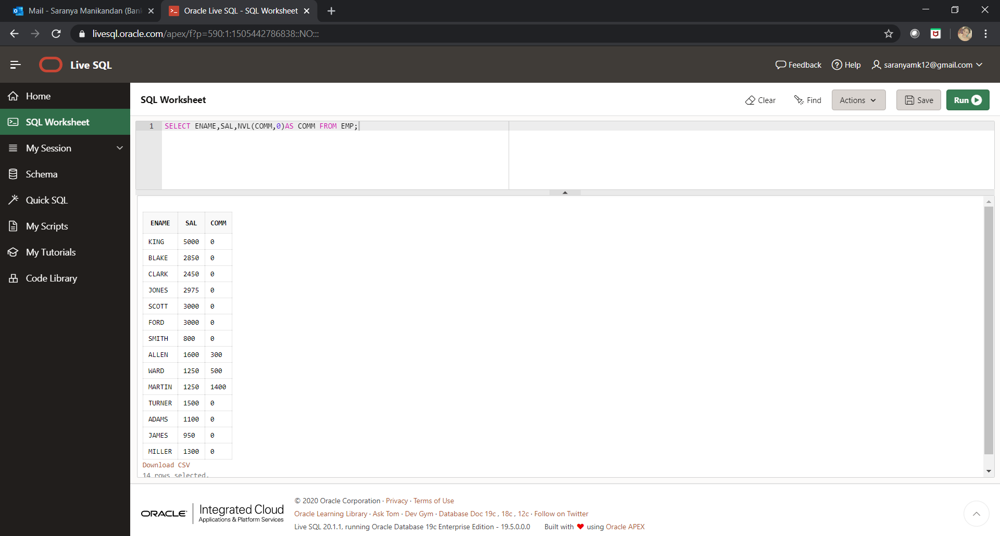 Mail - Saranya Manikandan (Ban
Oracle Live SQL - SQL Worksheet
livesql.oracle.com/apex/f?p=590:1:1505442786838::NO:::
Live SQL
Feedback
Help
saranyamk12@gmail.com
Home
SQL Worksheet
My Session
Schema
Quick SQL
My Scripts
My Tutorials
Code Library
SQL Worksheet
Clear
Find
Actions
Save
Run
1 SELECT ENAME,SAL,NVL(COMM,0)AS COMM FROM EMP;
ENAME SAL COMM
KING 5000 0
BLAKE 2850 0
CLARK 2450 0
JONES 2975 0
SCOTT 3000 0
FORD 3000 0
SMITH 800 0
ALLEN 1600 300
WARD 1250 500
MARTIN 1250 1400
TURNER 1500 0
ADAMS 1100 0
JAMES 950 0
MILLER 1300 0
Download CSV
14 rows selected.
ORACLE
Integrated Cloud
Applications & Platform Services
© 2020 Oracle Corporation · Privacy · Terms of Use
Oracle Learning Library · Ask Tom · Dev Gym · Database Doc 19c , 18c , 12c · Follow on Twitter
Live SQL 20.1.1, running Oracle Database 19c Enterprise Edition - 19.5.0.0.0 Built with ❤ using Oracle APEX